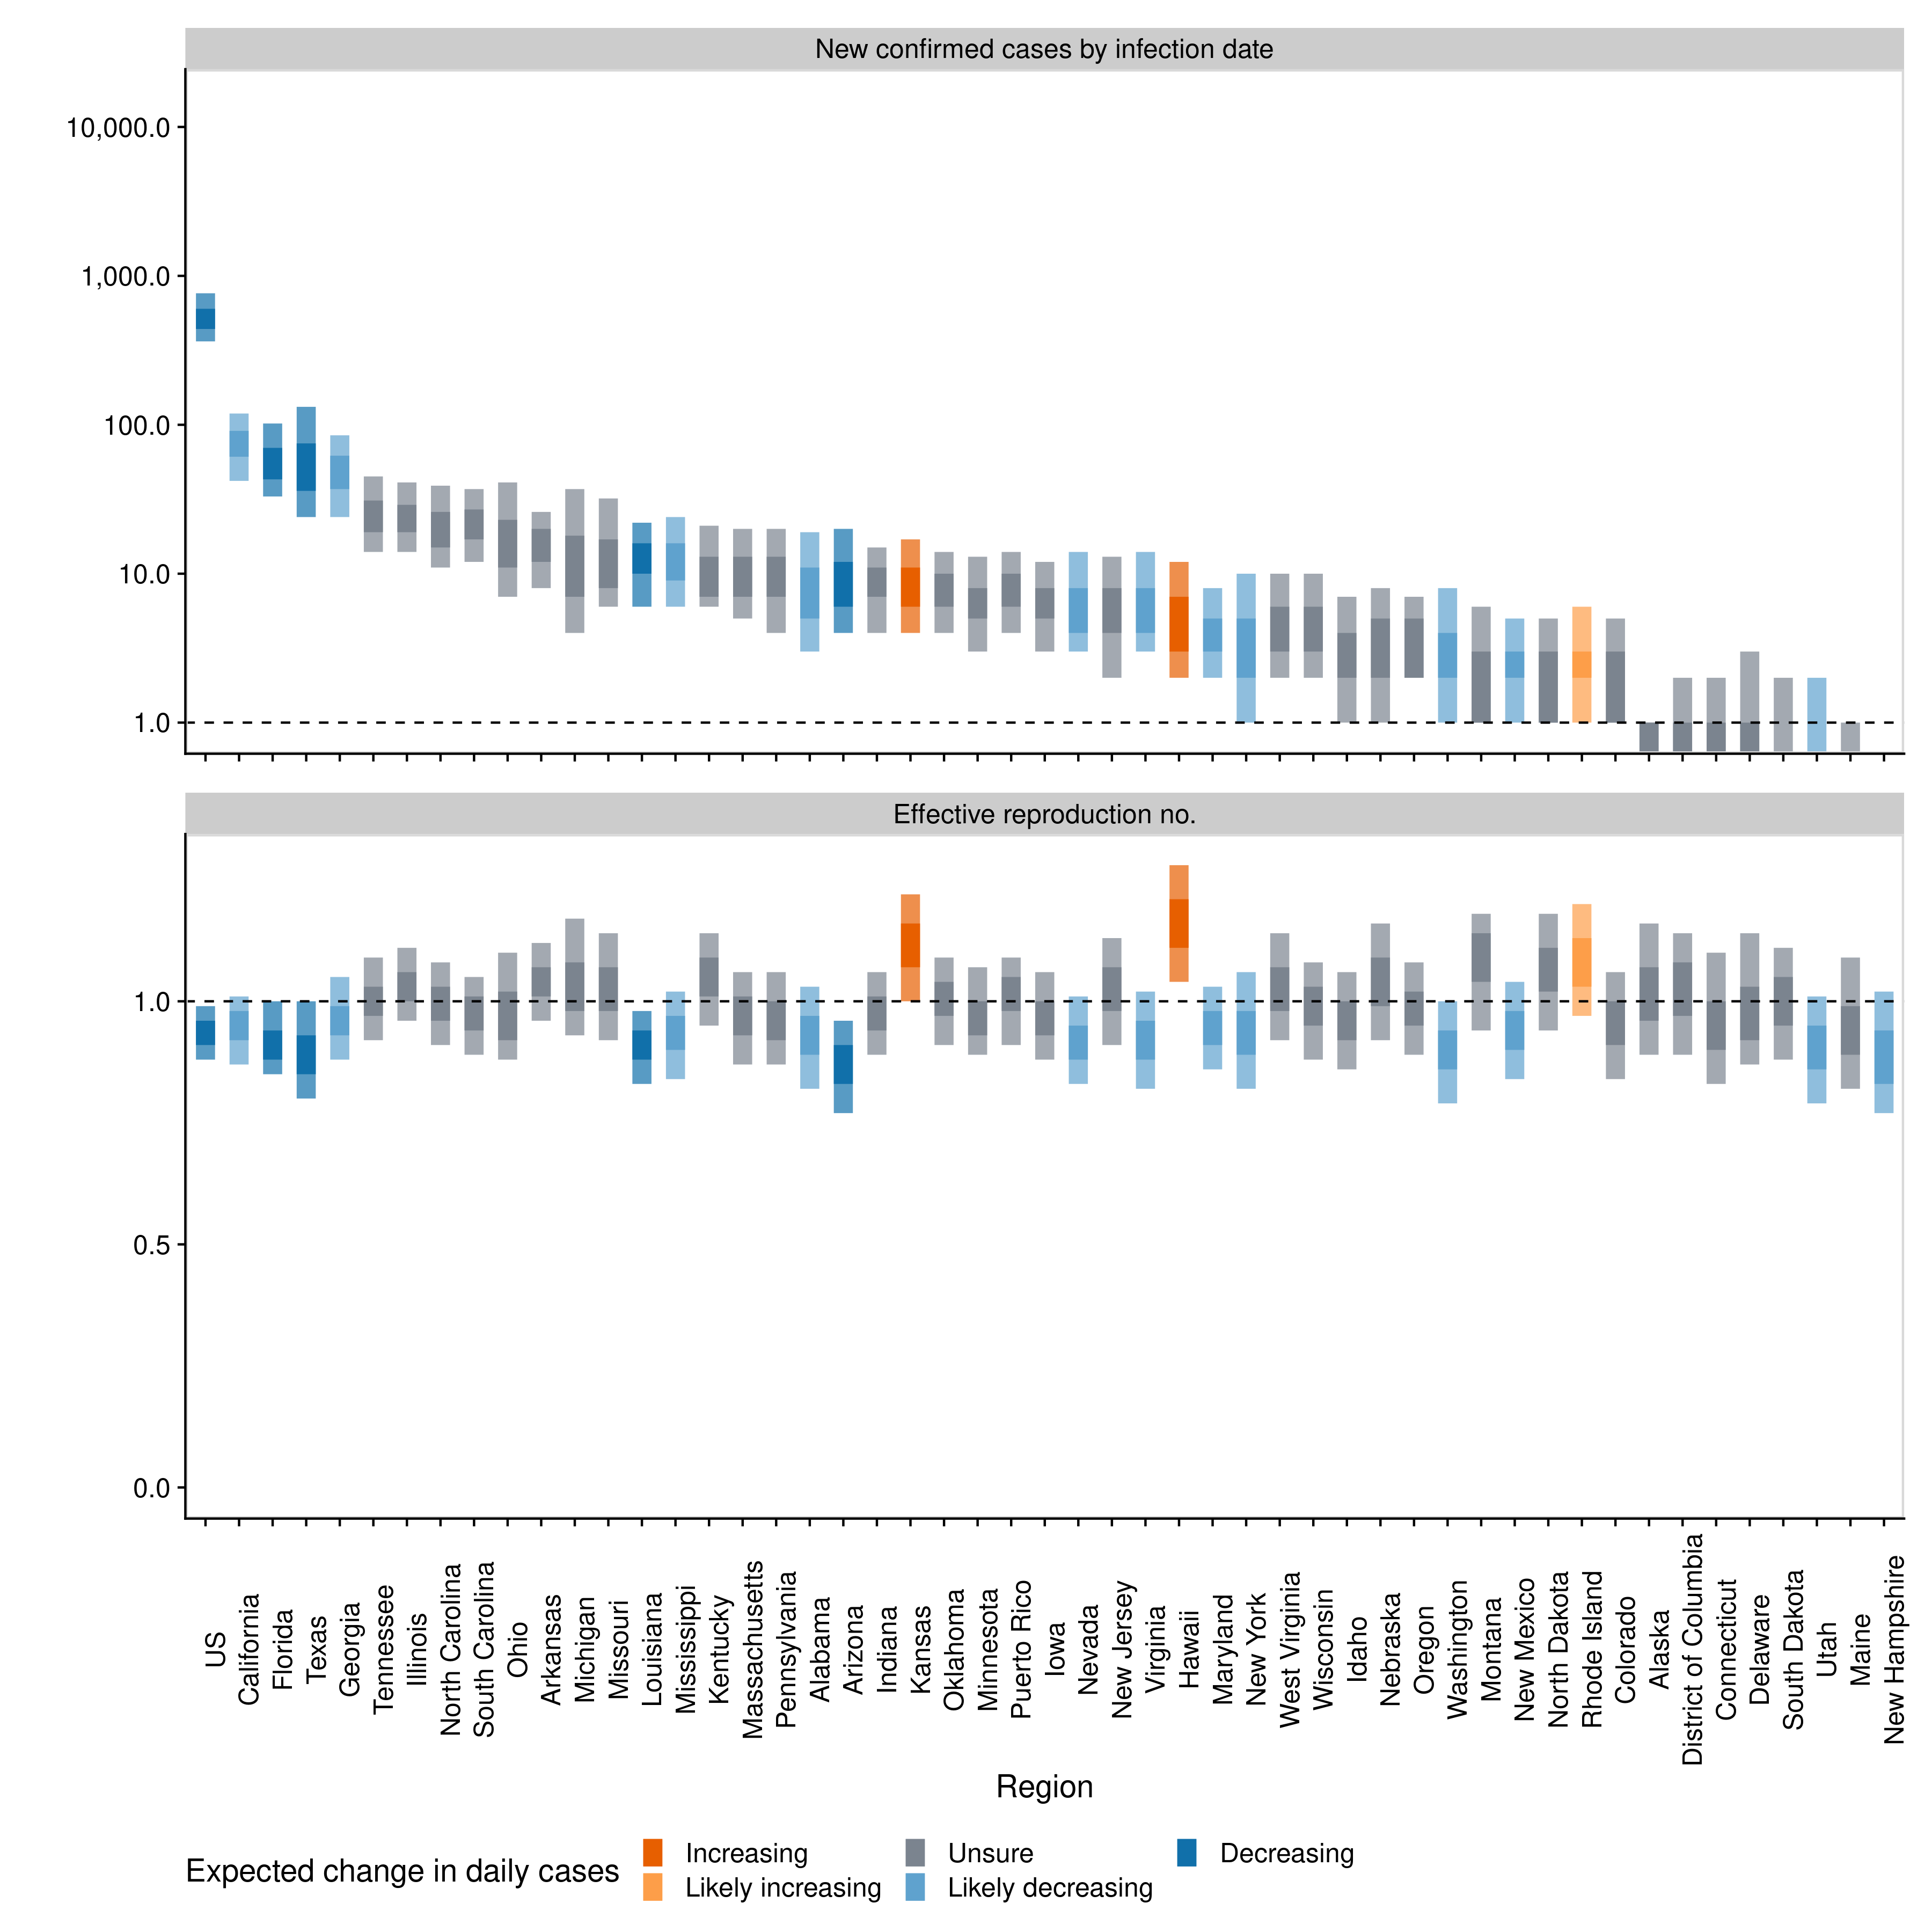 New confirmed cases by infection date
10,000.0
1,000.0
100.0
10.0
1.0
Effective reproduction no.
1.0
0.5
0.0
US
California
Florida
Texas
Georgia
Tennessee
Illinois
North Carolina
South Carolina
Ohio
Arkansas
Michigan
Missouri
Louisiana
Mississippi
Kentucky
Massachusetts
Pennsylvania
Alabama
Arizona
Indiana
Kansas
Oklahoma
Minnesota
Puerto Rico
Iowa
Nevada
New Jersey
Virginia
Hawaii
Maryland
New York
West Virginia
Wisconsin
Idaho
Nebraska
Oregon
Washington
Montana
New Mexico
North Dakota
Rhode Island
Colorado
Alaska
District of Columbia
Connecticut
Delaware
South Dakota
Utah
Maine
New Hampshire
Region
Expected change in daily cases
Increasing
Likely increasing
Unsure
Likely decreasing
Decreasing